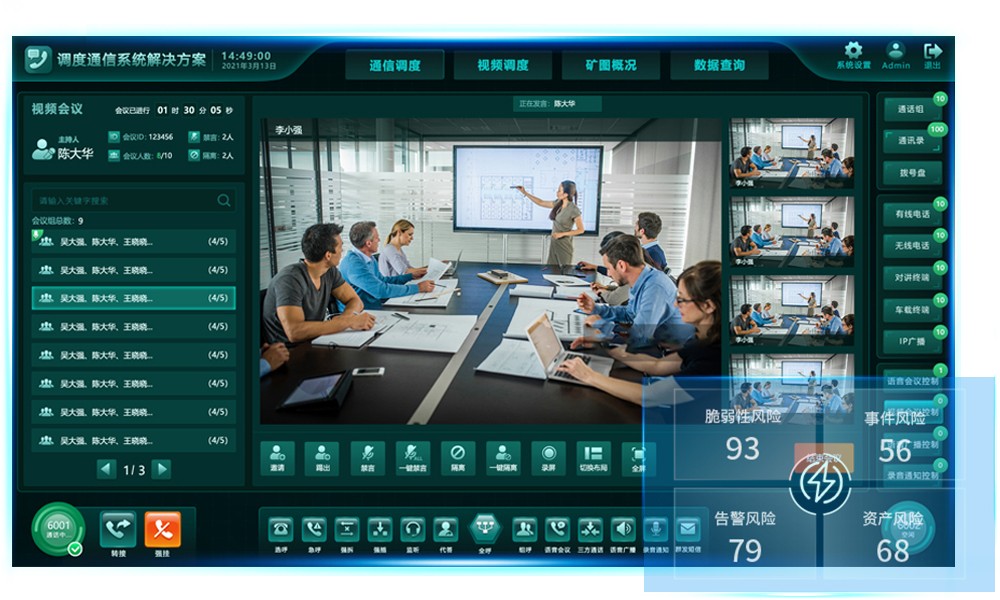 调度通信系统解决方案
14:49:00
2021年3月13日
通信调度
视频调度
矿图概况
数据查询
系统设置
Admin
退出
视频会议
会议已进行 01 时 30 分 05 秒
主持人
陈大华
会议ID: 123456
禁言: 2人
会议人数: 8/10
隔离: 2人
请输入关键字搜索
会议组总数: 9
吴大强、陈大华、王晓晓... (4/5)
吴大强、陈大华、王晓晓... (4/5)
吴大强、陈大华、王晓晓... (4/5)
吴大强、陈大华、王晓晓... (4/5)
吴大强、陈大华、王晓晓... (4/5)
吴大强、陈大华、王晓晓... (4/5)
吴大强、陈大华、王晓晓... (4/5)
吴大强、陈大华、王晓晓... (4/5)
1/3
正在发言: 陈大华
李小强
李小强
李小强
李小强
邀请
踢出
禁言
一键禁言
隔离
一键隔离
录屏
切换布局
全屏
通话组
10
通讯录
100
拨号盘
有线电话
10
无线电话
10
对讲终端
10
车载终端
10
IP广播
10
语音会议控制
1
0
0
录音通知控制
0
脆弱性风险
93
事件风险
56
告警风险
79
资产风险
68
6001
通话中...
转接
强挂
选呼
急呼
强拆
强插
监听
代答
全呼
组呼
语音会议
三方通话
语音广播
录音通知
群发短信
6002
空闲